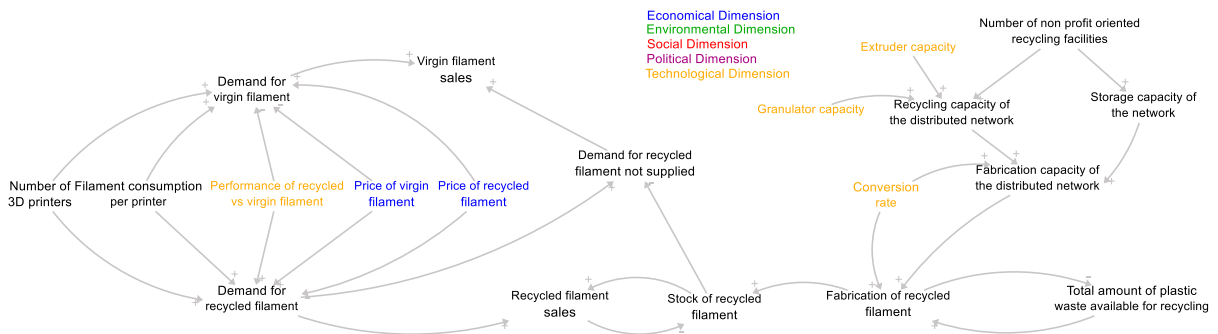 Economical Dimension
Environmental Dimension
Social Dimension
Political Dimension
Technological Dimension
Number of non profit oriented
recycling facilities
Extruder capacity
Virgin filament
sales
Demand for
virgin filament
Granulator capacity
Recycling capacity of
the distributed network
Storage capacity of
the network
Demand for recycled
filament not supplied
Fabrication capacity of
the distributed network
Number of
3D printers
Filament consumption
per printer
Performance of recycled
vs virgin filament
Price of virgin
filament
Price of recycled
filament
Conversion
rate
Demand for
recycled filament
Recycled filament
sales
Stock of recycled
filament
Fabrication of recycled
filament
Total amount of plastic
waste available for recycling